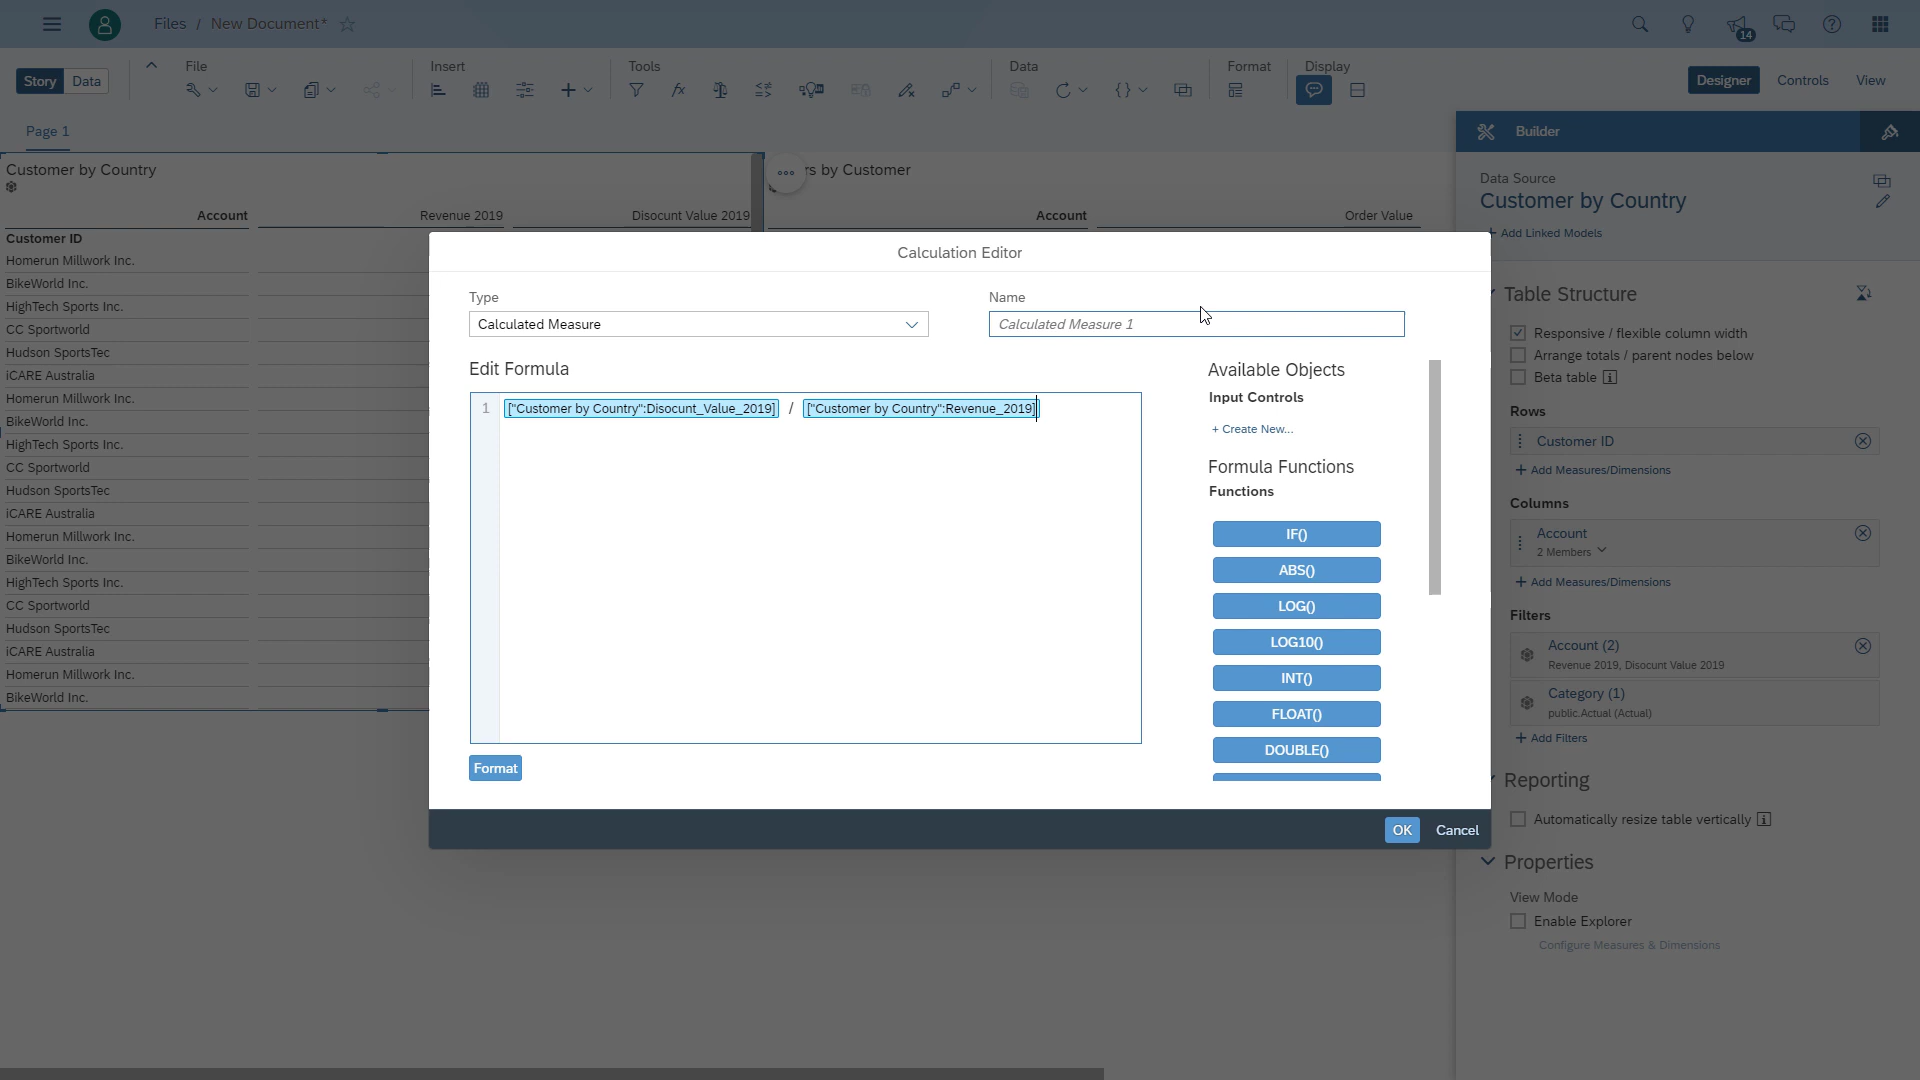 Files / New Document*
14
Story Data
File
Insert
Tools
Data
Format
Display
Designer Controls View
Page 1
Customer by Country
Account Revenue 2019 Disocunt Value 2019
Customer ID
Homerun Millwork Inc.
BikeWorld Inc.
HighTech Sports Inc.
CC Sportworld
Hudson SportsTec
iCARE Australia
Homerun Millwork Inc.
BikeWorld Inc.
HighTech Sports Inc.
CC Sportworld
Hudson SportsTec
iCARE Australia
Homerun Millwork Inc.
BikeWorld Inc.
HighTech Sports Inc.
CC Sportworld
Hudson SportsTec
iCARE Australia
Homerun Millwork Inc.
BikeWorld Inc.
by Customer
Account Order Value
Calculation Editor
Type
Calculated Measure
Name
Calculated Measure 1
Edit Formula
1 ["Customer by Country":Disocunt_Value_2019] / ["Customer by Country":Revenue_2019]
Format
Available Objects
Input Controls
+ Create New...
Formula Functions
Functions
IF()
ABS()
LOG()
LOG10()
INT()
FLOAT()
DOUBLE()
OK Cancel
Builder
Data Source
Customer by Country
+ Add Linked Models
Table Structure
Responsive / flexible column width
Arrange totals / parent nodes below
Beta table
Rows
Customer ID
+ Add Measures/Dimensions
Columns
Account
2 Members
+ Add Measures/Dimensions
Filters
Account (2)
Revenue 2019, Disocunt Value 2019
Category (1)
public.Actual (Actual)
+ Add Filters
Reporting
Automatically resize table vertically
Properties
View Mode
Enable Explorer
Configure Measures & Dimensions